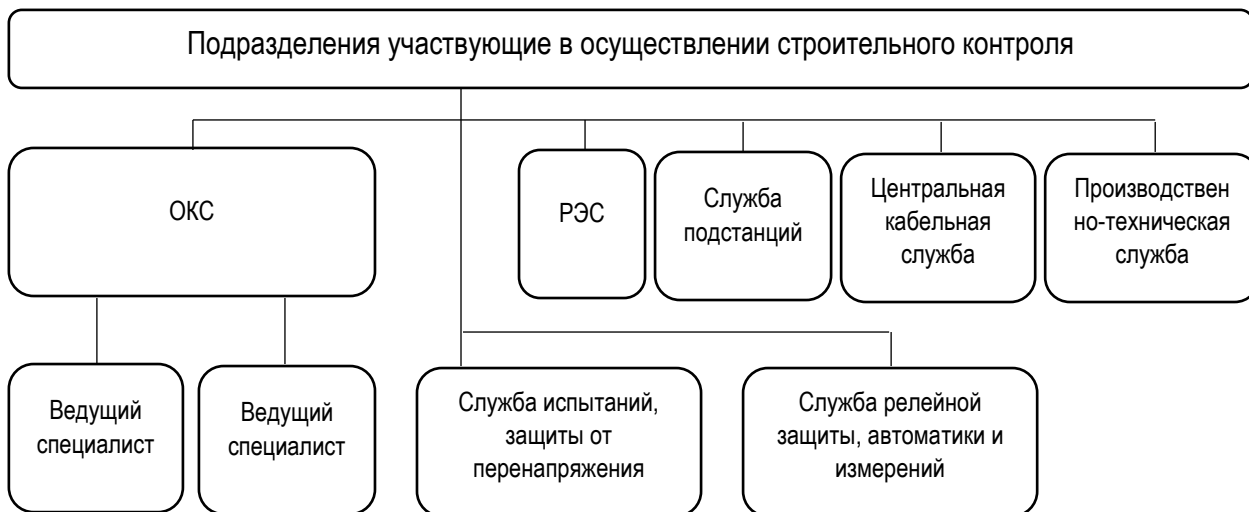 Подразделения участвующие в осуществлении строительного контроля
ОКС
РЭС
Служба
подстанций
Центральная
кабельная
служба
Производствен
но-техническая
служба
Ведущий
специалист
Ведущий
специалист
Служба испытаний,
защиты от
перенапряжения
Служба релейной
защиты, автоматики и
измерений